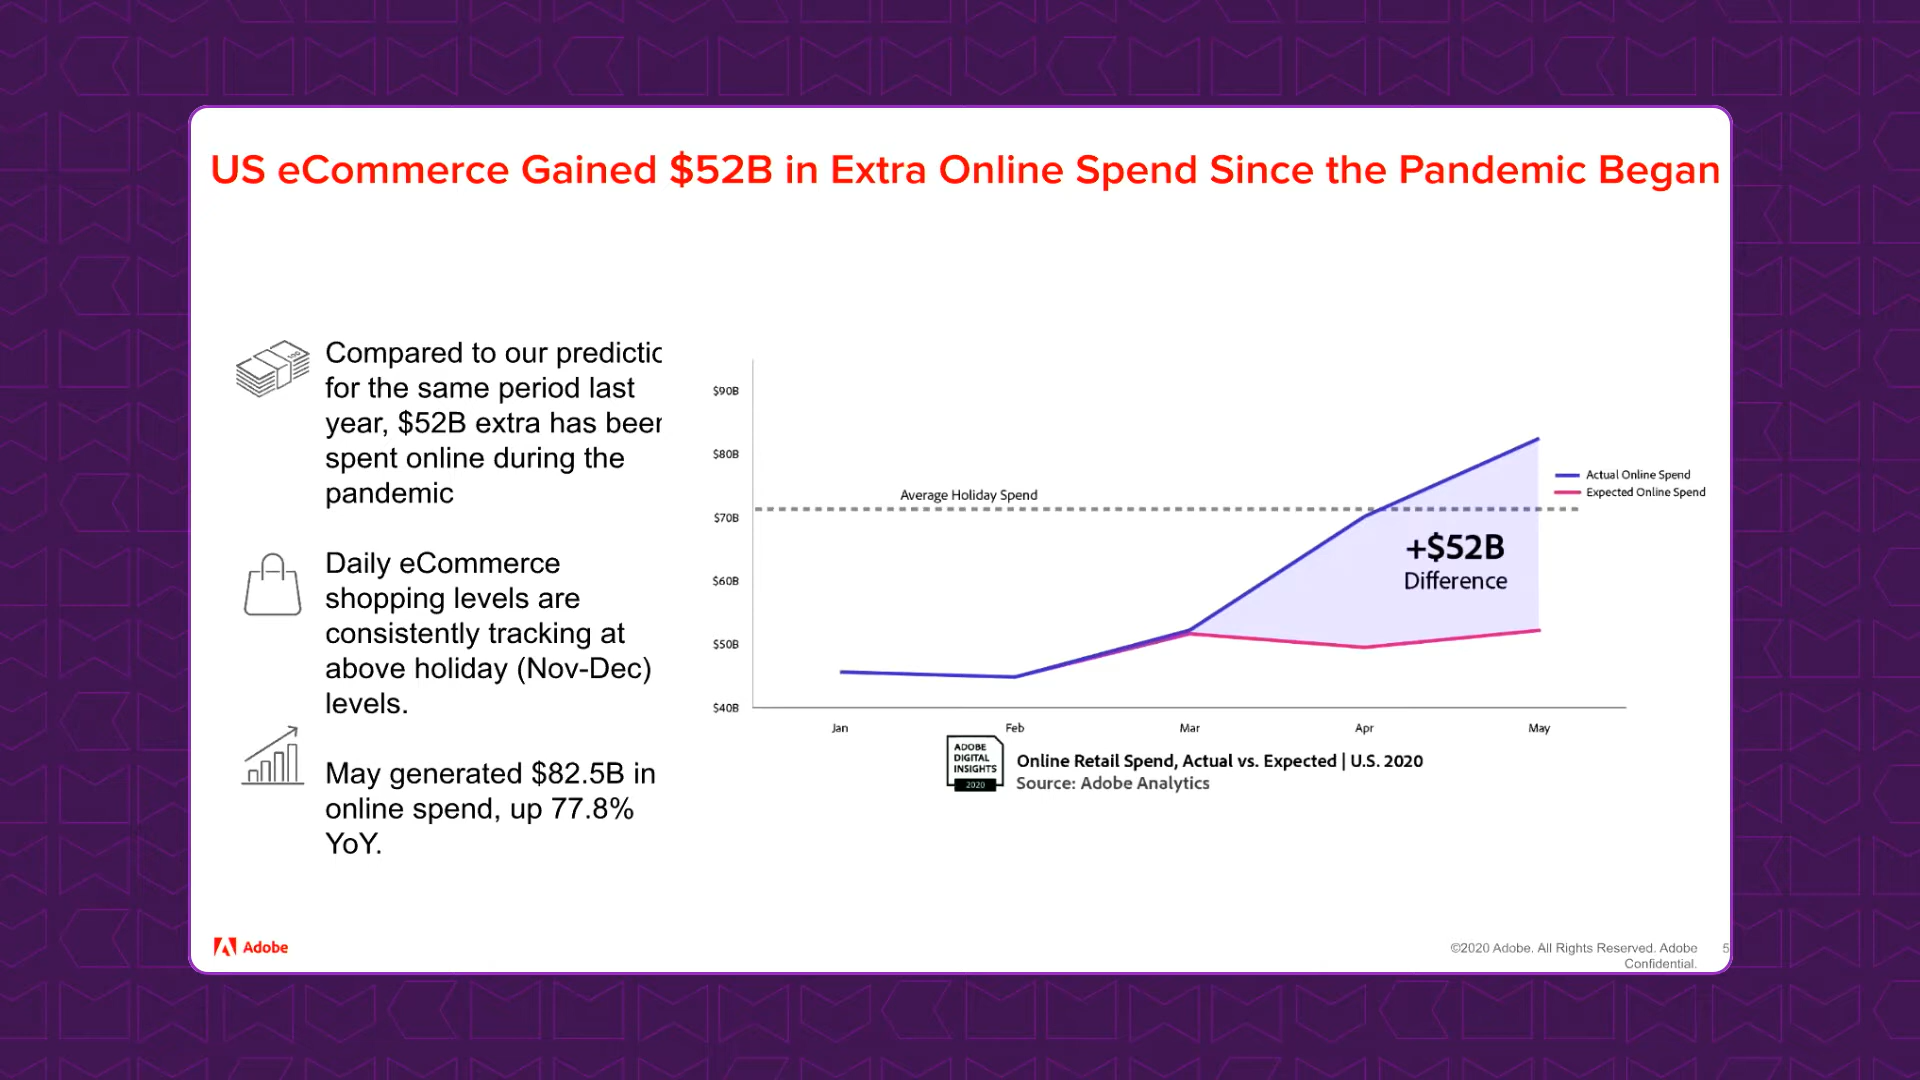 US eCommerce Gained $52B in Extra Online Spend Since the Pandemic Began
Compared to our predictic
for the same period last
year, $52B extra has beer
spent online during the
pandemic
Daily eCommerce
shopping levels are
consistently tracking at
above holiday (Nov-Dec)
levels.
May generated $82.5B in
online spend, up 77.8%
YoY.
$90B
$80B
$70B
$60B
$50B
$40B
Average Holiday Spend
Actual Online Spend
Expected Online Spend
+$52B
Difference
Jan
Feb
Mar
Apr
May
ADOBE
DIGITAL
INSIGHTS
2020
Online Retail Spend, Actual vs. Expected | U.S. 2020
Source: Adobe Analytics
Adobe
©2020 Adobe. All Rights Reserved. Adobe
Confidential.
5